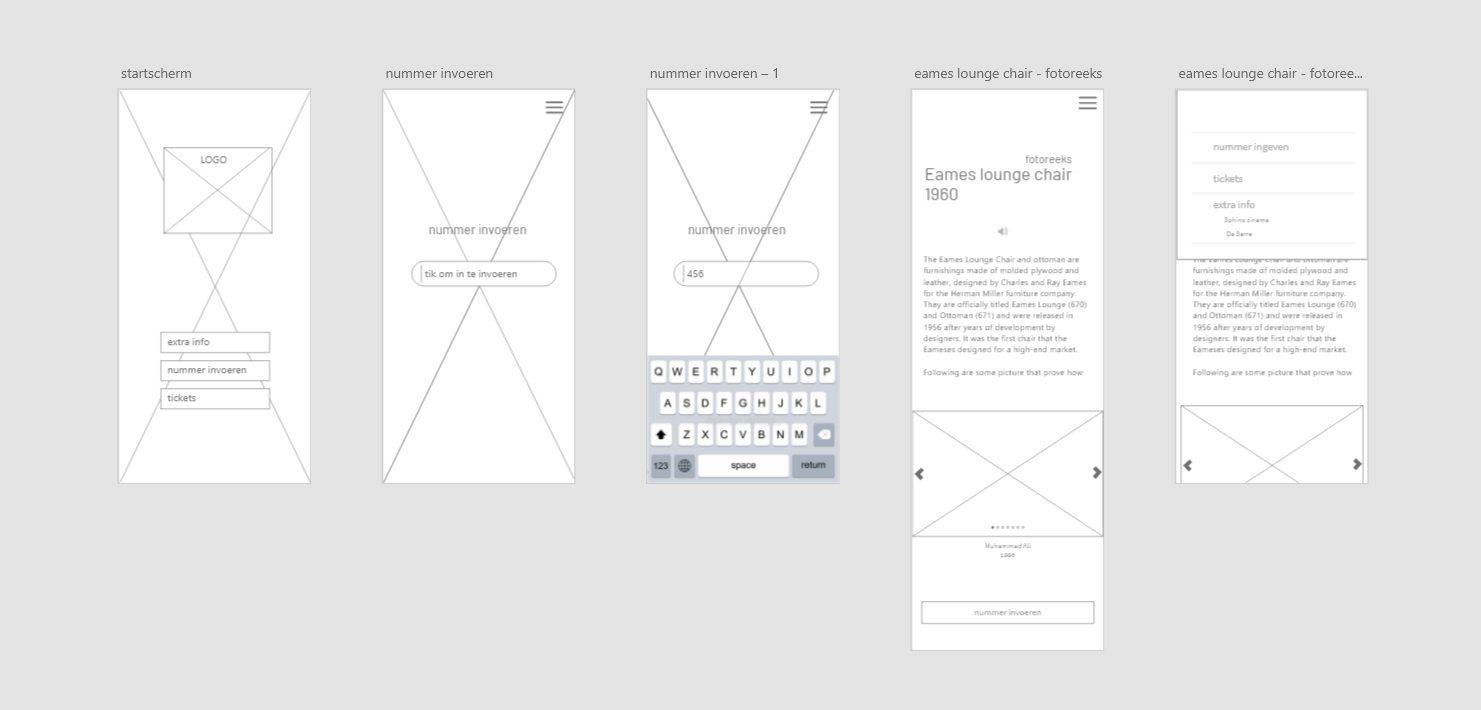 startscherm
LOGO
extra info
nummer invoeren
tickets
nummer invoeren
nummer invoeren
tik om in te invoeren
nummer invoeren – 1
nummer invoeren
456
Q W E R T Y U I O P
A S D F G H J K L
Z X C V B N M
123 space return
eames lounge chair - fotoreeks
fotoreeks
Eames lounge chair
1960
The Eames Lounge Chair and ottoman are
furnishings made of molded plywood and
leather, designed by Charles and Ray Eames
for the Herman Miller furniture company.
They are officially titled Eames Lounge (670)
and Ottoman (671) and were released in
1956 after years of development by
designers. It was the first chair that the
Eameses designed for a high-end market.
Following are some picture that prove how
Muhammad Ali
1996
nummer invoeren
eames lounge chair - fotoree...
nummer ingeven
tickets
extra info
Sphinx cinema
De Serre
The Eames Lounge Chair and ottoman are
furnishings made of molded plywood and
leather, designed by Charles and Ray Eames
for the Herman Miller furniture company.
They are officially titled Eames Lounge (670)
and Ottoman (671) and were released in
1956 after years of development by
designers. It was the first chair that the
Eameses designed for a high-end market.
Following are some picture that prove how